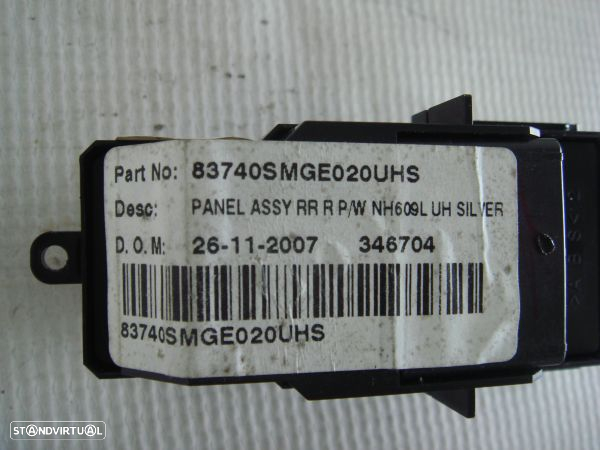 Part No: 83740SMGE020UHS
Desc: PANEL ASSY RR R P/W NH609L UH SILVER
D.O.M: 26-11-2007 346704
83740SMGE020UHS
STANDVIRTUAL